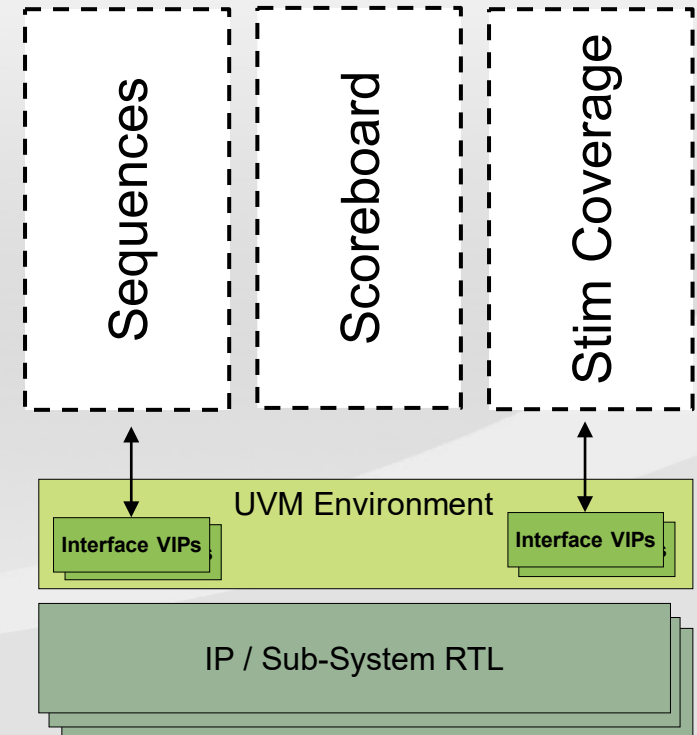 Sequences
Scoreboard
Stim Coverage
UVM Environment
Interface VIPs
Interface VIPs
IP / Sub-System RTL